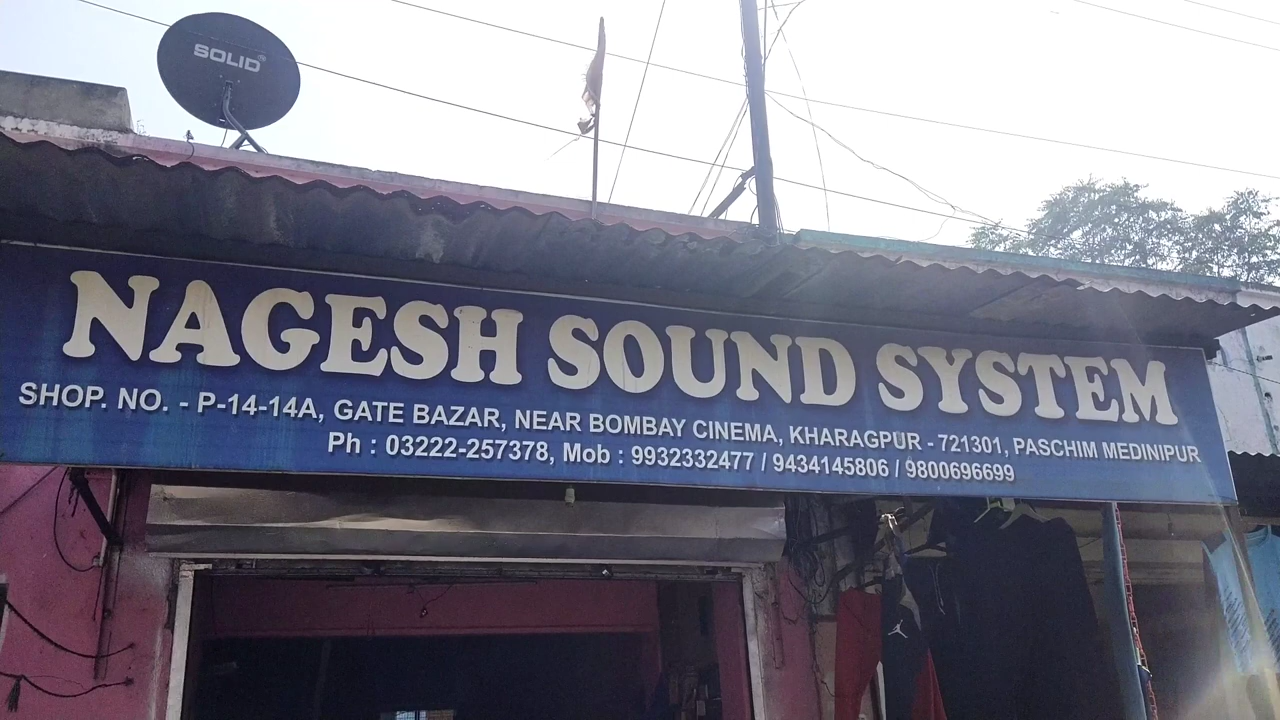 SOLID
NAGESH SOUND SYSTEM
SHOP. NO. - P-14-14A, GATE BAZAR, NEAR BOMBAY CINEMA, KHARAGPUR - 721301, PASCHIM MEDINIPUR
Ph : 03222-257378, Mob : 9932332477 / 9434145806 / 9800696699